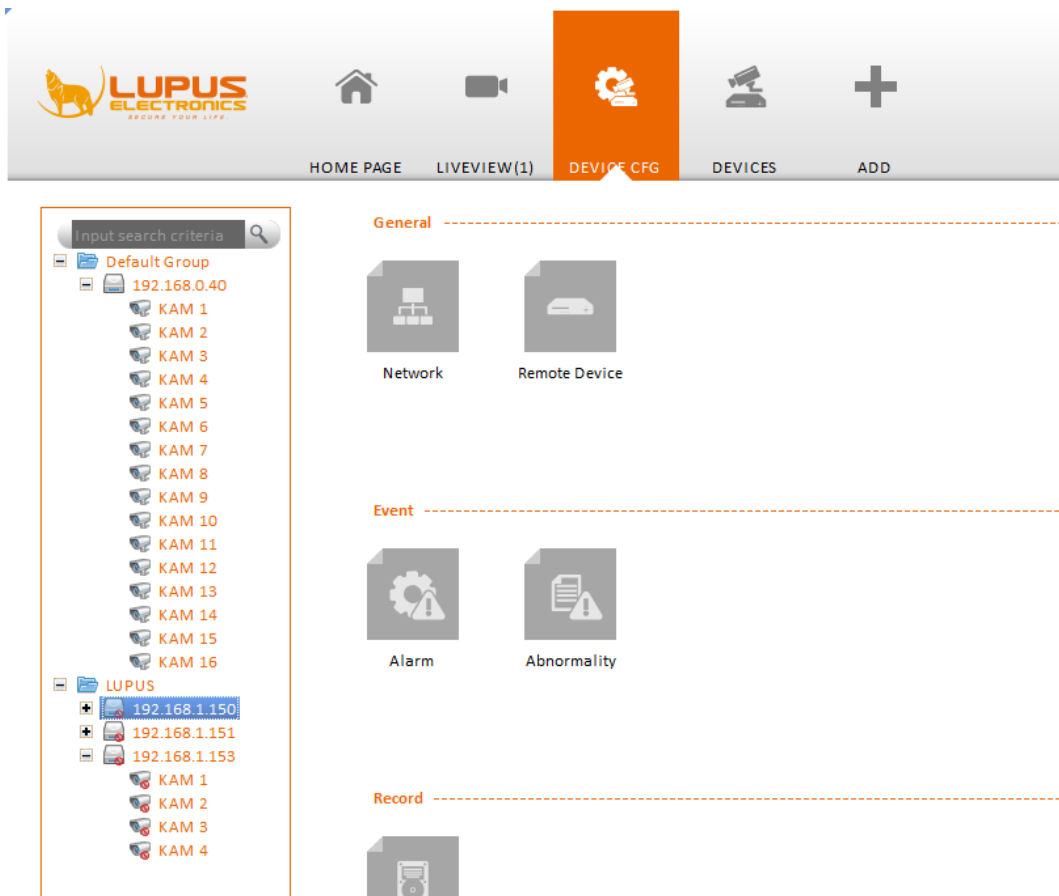 LUPUS
ELECTRONICS
SECURE YOUR LIFE.
HOME PAGE
LIVEVIEW(1)
DEVICE CFG
DEVICES
ADD
Input search criteria
Default Group
192.168.0.40
KAM 1
KAM 2
KAM 3
KAM 4
KAM 5
KAM 6
KAM 7
KAM 8
KAM 9
KAM 10
KAM 11
KAM 12
KAM 13
KAM 14
KAM 15
KAM 16
LUPUS
192.168.1.150
192.168.1.151
192.168.1.153
KAM 1
KAM 2
KAM 3
KAM 4
General
Network
Remote Device
Event
Alarm
Abnormality
Record